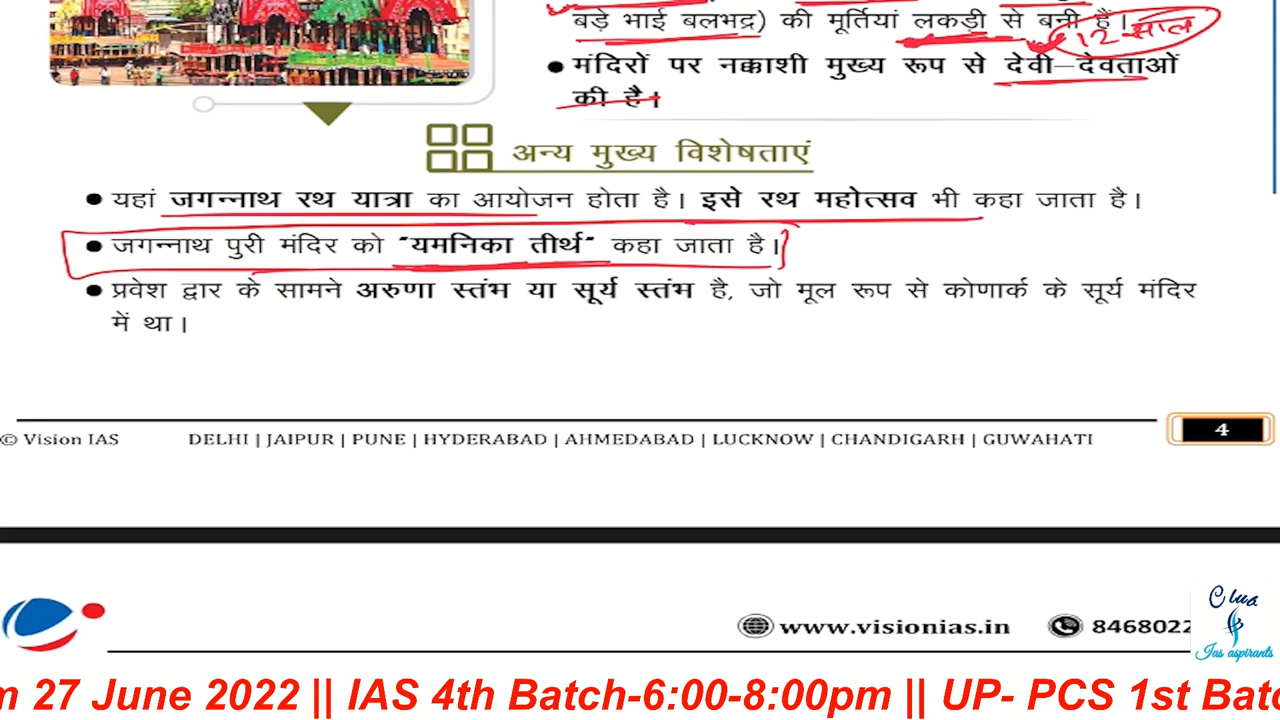 बड़े भाई बलभद्र) की मूर्तियां लकड़ी से बनी हैं।
12 साल
● मंदिरों पर नक्काशी मुख्य रूप से देवी-देवताओं
की है।
अन्य मुख्य विशेषताएं
● यहां जगन्नाथ रथ यात्रा का आयोजन होता है। इसे रथ महोत्सव भी कहा जाता है।
● जगन्नाथ पुरी मंदिर को "यमनिका तीर्थ" कहा जाता है।
● प्रवेश द्वार के सामने अरुणा स्तंभ या सूर्य स्तंभ है, जो मूल रूप से कोणार्क के सूर्य मंदिर
में था।
© Vision IAS DELHI | JAIPUR | PUNE | HYDERABAD | AHMEDABAD | LUCKNOW | CHANDIGARH | GUWAHATI 4
www.visionias.in 8468022
Ias aspirants
m 27 June 2022 || IAS 4th Batch-6:00-8:00pm || UP- PCS 1st Batc